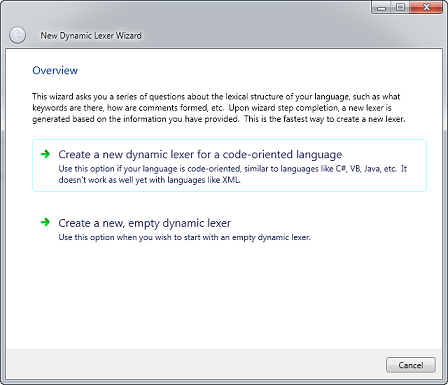 New Dynamic Lexer Wizard
Overview
This wizard asks you a series of questions about the lexical structure of your language, such as what
keywords are there, how are comments formed, etc. Upon wizard step completion, a new lexer is
generated based on the information you have provided. This is the fastest way to create a new lexer.
Create a new dynamic lexer for a code-oriented language
Use this option if your language is code-oriented, similar to languages like C#, VB, Java, etc. It
doesn't work as well yet with languages like XML.
Create a new, empty dynamic lexer
Use this option when you wish to start with an empty dynamic lexer.
Cancel